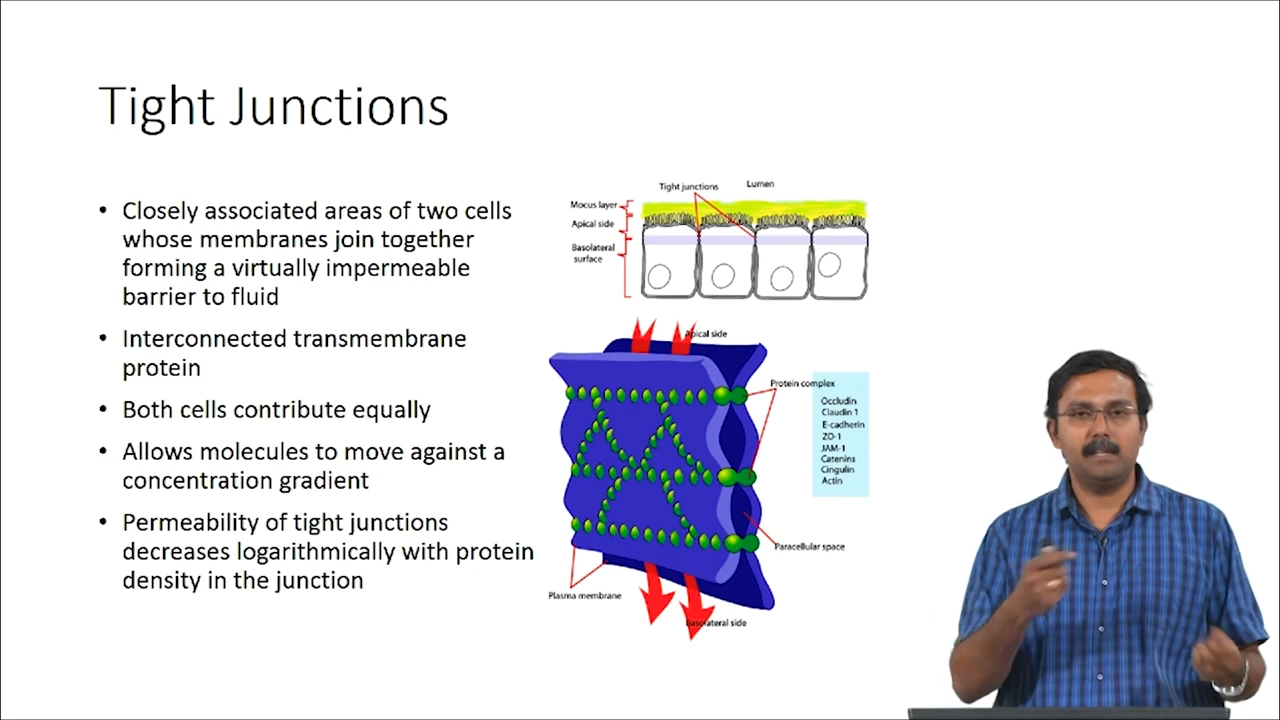 Tight Junctions
• Closely associated areas of two cells
whose membranes join together
forming a virtually impermeable
barrier to fluid
• Interconnected transmembrane
protein
• Both cells contribute equally
• Allows molecules to move against a
concentration gradient
• Permeability of tight junctions
decreases logarithmically with protein
density in the junction
Tight junctions
Lumen
Mocus layer
Apical side
Basolateral
surface
Apical side
Protein complex
Occludin
Claudin 1
E-cadherin
ZO-1
JAM-1
Catenins
Cingulin
Actin
Paracellular space
Plasma membrane
Basolateral side